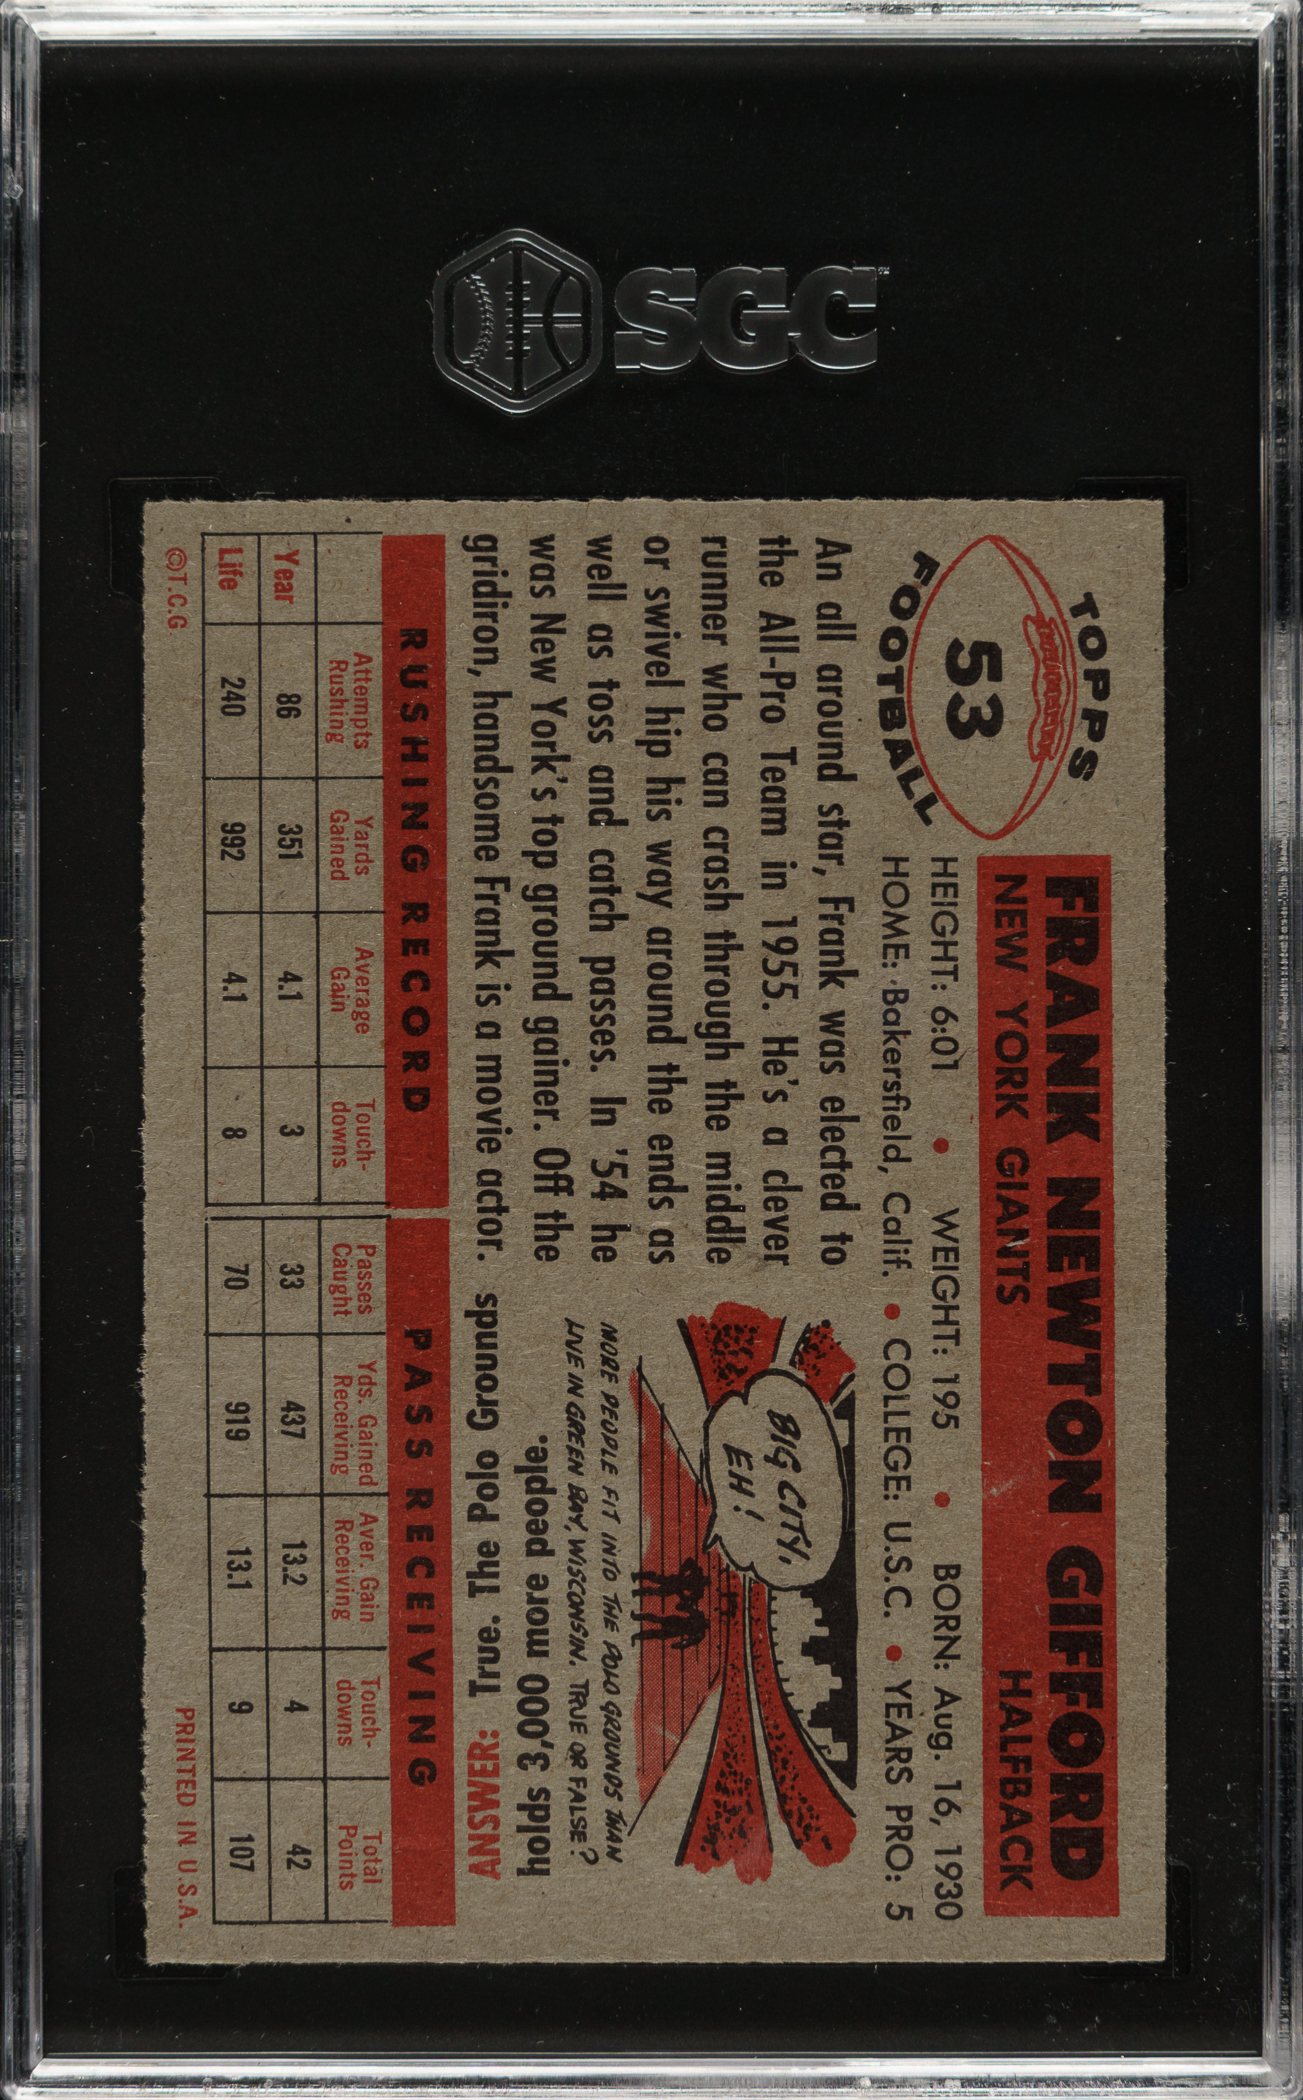 SGC
TOPPS
53
FOOTBALL
FRANK NEWTON GIFFORD
NEW YORK GIANTS HALFBACK
HEIGHT: 6:01 • WEIGHT: 195 • BORN: Aug. 16, 1930
HOME: Bakersfield, Calif. • COLLEGE: U.S.C. • YEARS PRO: 5
An all around star, Frank was elected to
the All-Pro Team in 1955. He's a clever
runner who can crash through the middle
or swivel hip his way around the ends as
well as toss and catch passes. In '54 he
was New York's top ground gainer. Off the
gridiron, handsome Frank is a movie actor.
BIG CITY,
EH!
MORE PEOPLE FIT INTO THE POLO GROUNDS THAN
LIVE IN GREEN BAY, WISCONSIN. TRUE OR FALSE?
ANSWER: True. The Polo Grounds
holds 3,000 more people.
RUSHING RECORD PASS RECEIVING
Attempts Rushing Yards Gained Average Gain Touch-downs Passes Caught Yds. Gained Receiving Aver. Gain Receiving Touch-downs Total Points
Year 86 351 4.1 3 33 437 13.2 4 42
Life 240 992 4.1 8 70 919 13.1 9 107
©T.C.G. PRINTED IN U.S.A.